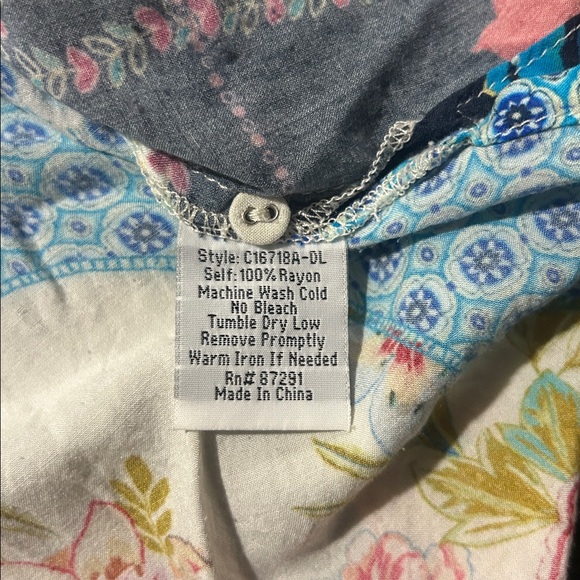 Style: C16718A-DL
Self: 100% Rayon
Machine Wash Cold
No Bleach
Tumble Dry Low
Remove Promptly
Warm Iron If Needed
Rn# 87291
Made In China